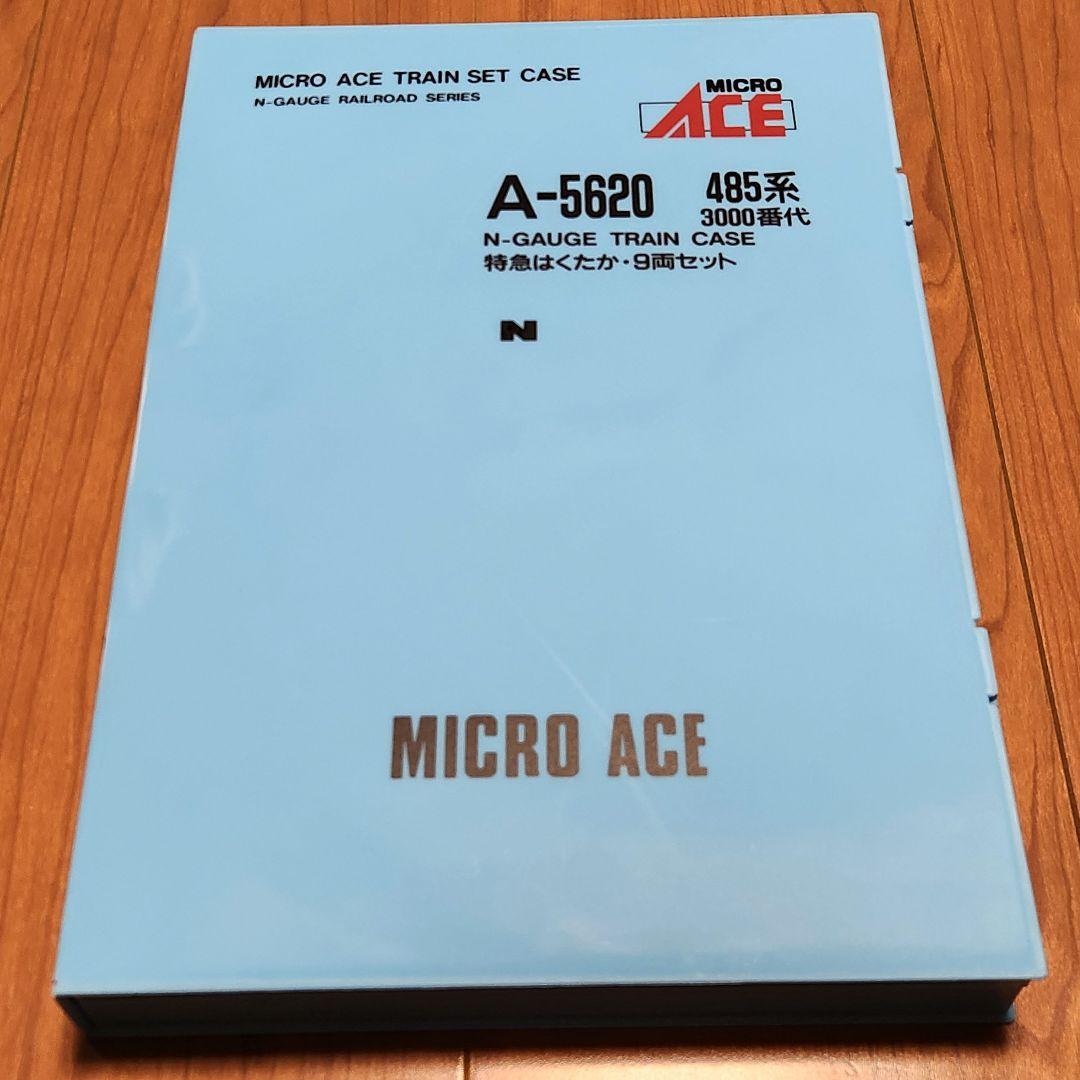 MICRO ACE TRAIN SET CASE
N-GAUGE RAILROAD SERIES
MICRO
ACE
A-5620 485系
3000番代
N-GAUGE TRAIN CASE
特急はくたか・9両セット
N
MICRO ACE